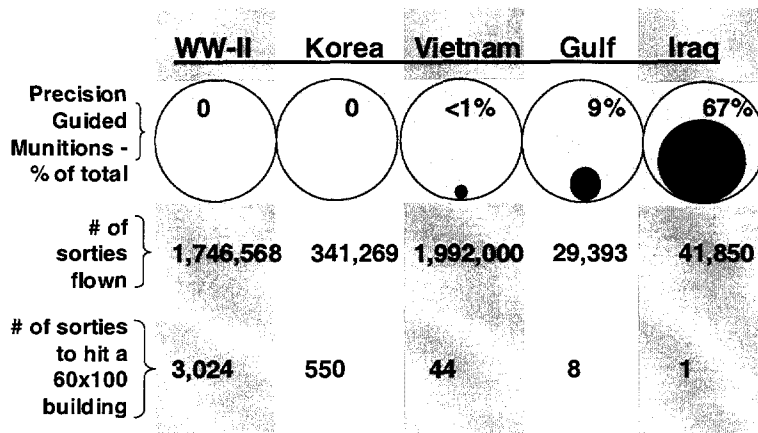 WW-II Korea Vietnam Gulf Iraq
Precision
Guided
Munitions -
% of total
0 0 <1% 9% 67%
# of
sorties
flown
1,746,568 341,269 1,992,000 29,393 41,850
# of sorties
to hit a
60x100
building
3,024 550 44 8 1